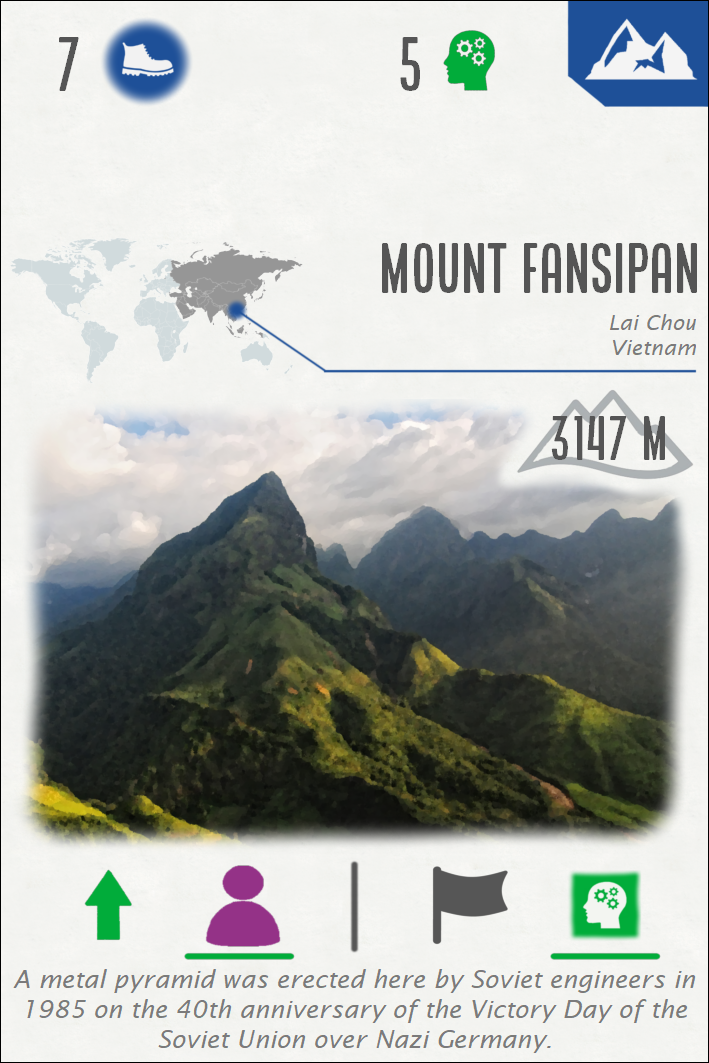 7
5
MOUNT FANSIPAN
Lai Chou
Vietnam
3147 M
A metal pyramid was erected here by Soviet engineers in
1985 on the 40th anniversary of the Victory Day of the
Soviet Union over Nazi Germany.